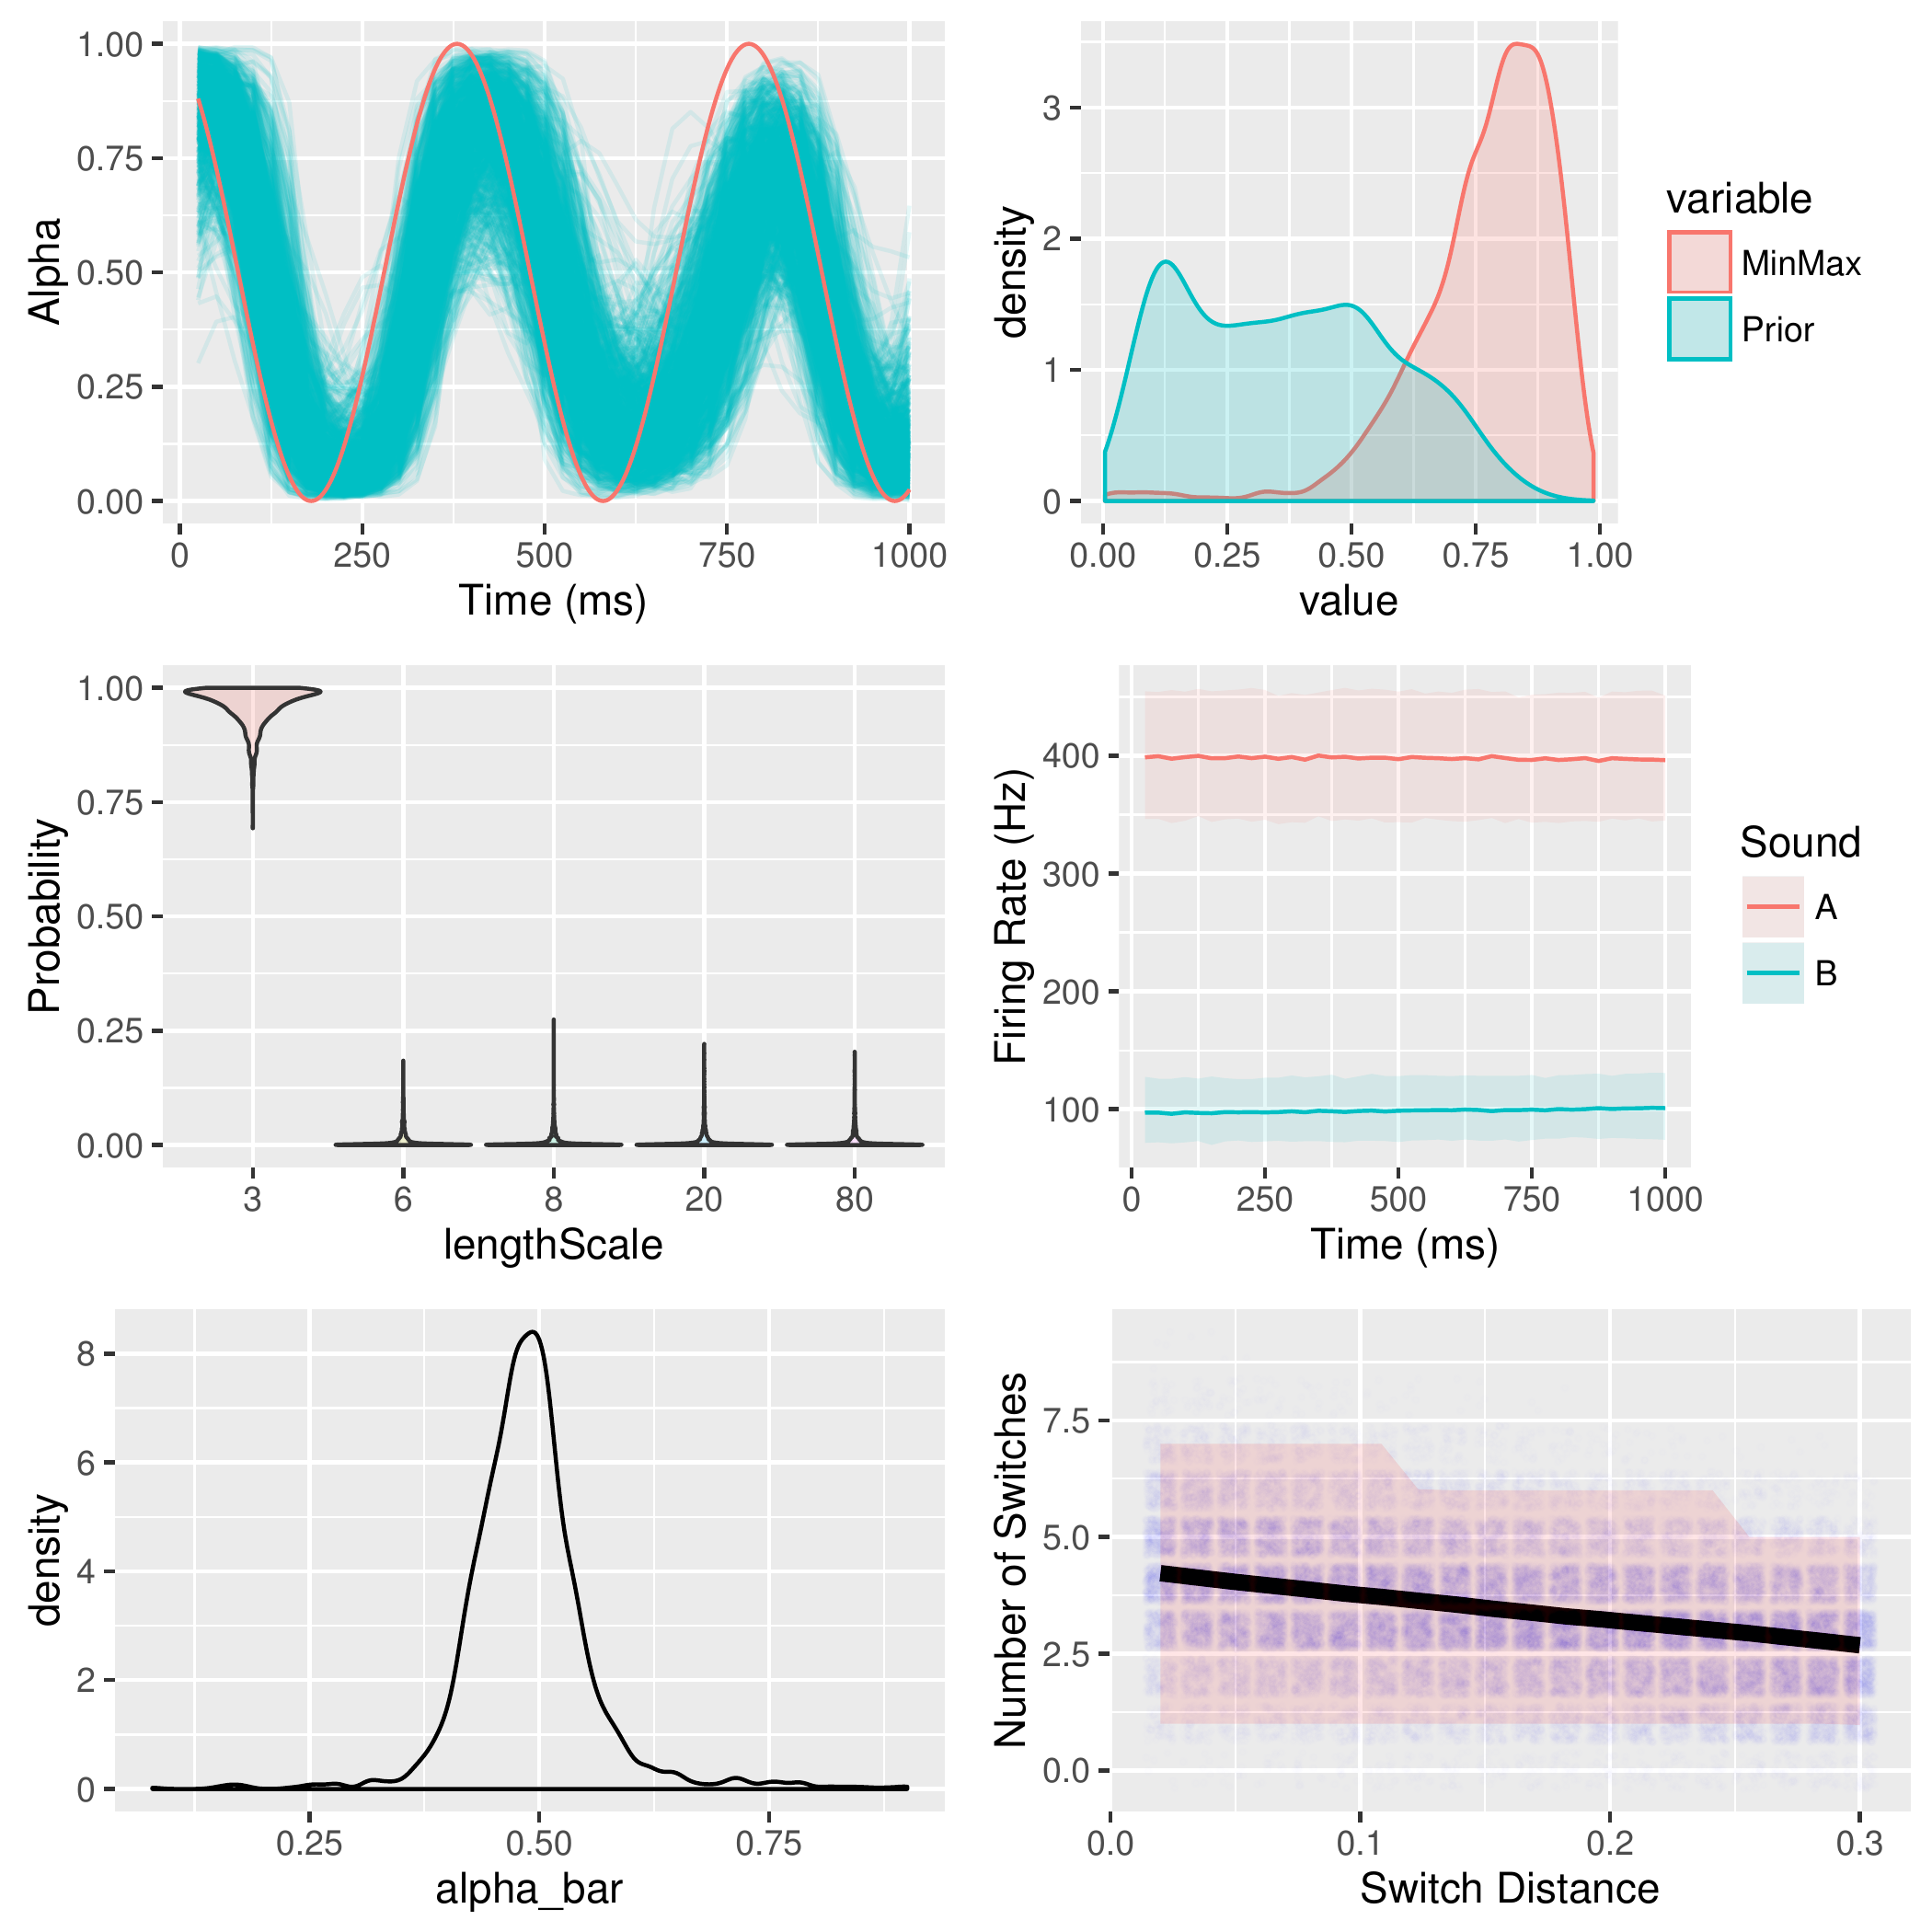 Alpha
1.00
0.75
0.50
0.25
0.00
0 250 500 750 1000
Time (ms)
density
3
2
1
0
0.00 0.25 0.50 0.75 1.00
value
variable
MinMax
Prior
Probability
1.00
0.75
0.50
0.25
0.00
3 6 8 20 80
lengthScale
Firing Rate (Hz)
400
300
200
100
0 250 500 750 1000
Time (ms)
Sound
A
B
density
8
6
4
2
0
0.25 0.50 0.75
alpha_bar
Number of Switches
7.5
5.0
2.5
0.0
0.0 0.1 0.2 0.3
Switch Distance